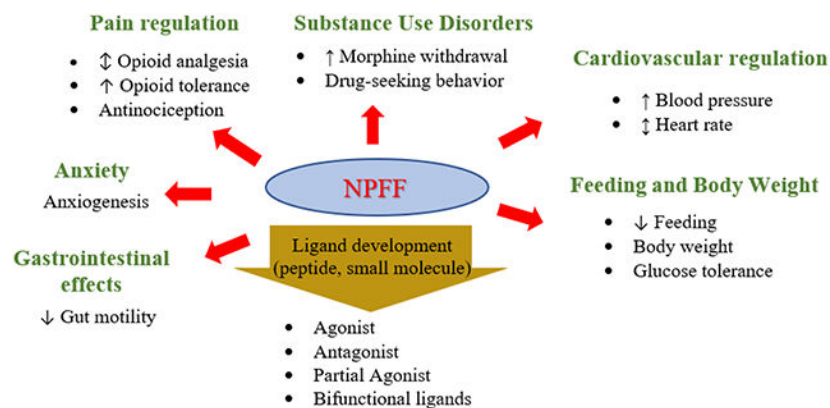 Pain regulation
• ↕ Opioid analgesia
• ↑ Opioid tolerance
• Antinociception
Substance Use Disorders
• ↑ Morphine withdrawal
• Drug-seeking behavior
Cardiovascular regulation
• ↑ Blood pressure
• ↕ Heart rate
Anxiety
Anxiogenesis
NPFF
Feeding and Body Weight
• ↓ Feeding
• Body weight
• Glucose tolerance
Gastrointestinal
effects
↓ Gut motility
Ligand development
(peptide, small molecule)
• Agonist
• Antagonist
• Partial Agonist
• Bifunctional ligands